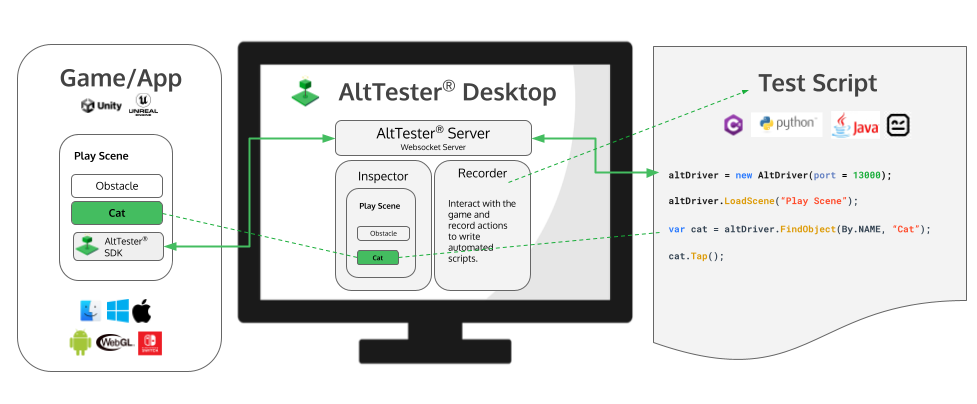 Game/App
Unity
UNREAL
ENGINE
Play Scene
Obstacle
Cat
AltTester®
SDK
WebGL
AltTester® Desktop
AltTester® Server
Websocket Server
Inspector
Play Scene
Obstacle
Cat
Recorder
Interact with the
game and
record actions
to write
automated
scripts.
Test Script
python
Java
altDriver = new AltDriver(port = 13000);
altDriver.LoadScene("Play Scene");
var cat = altDriver.FindObject(By.NAME, "Cat");
cat.Tap();